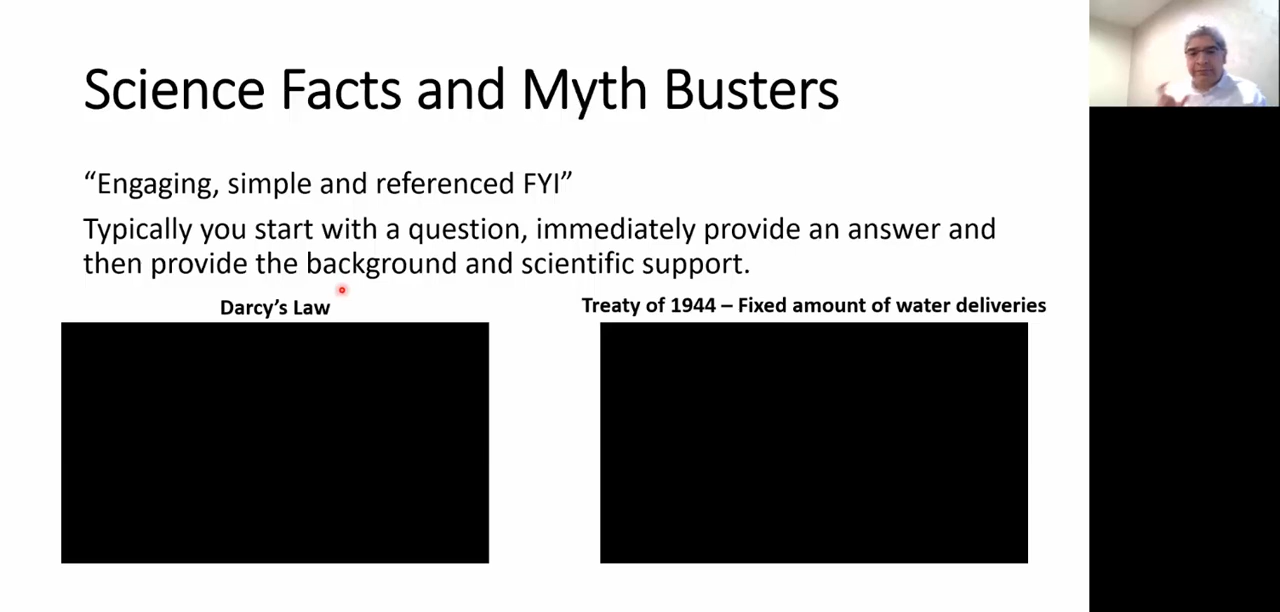 Science Facts and Myth Busters
“Engaging, simple and referenced FYI”
Typically you start with a question, immediately provide an answer and
then provide the background and scientific support.
Darcy’s Law
Treaty of 1944 – Fixed amount of water deliveries